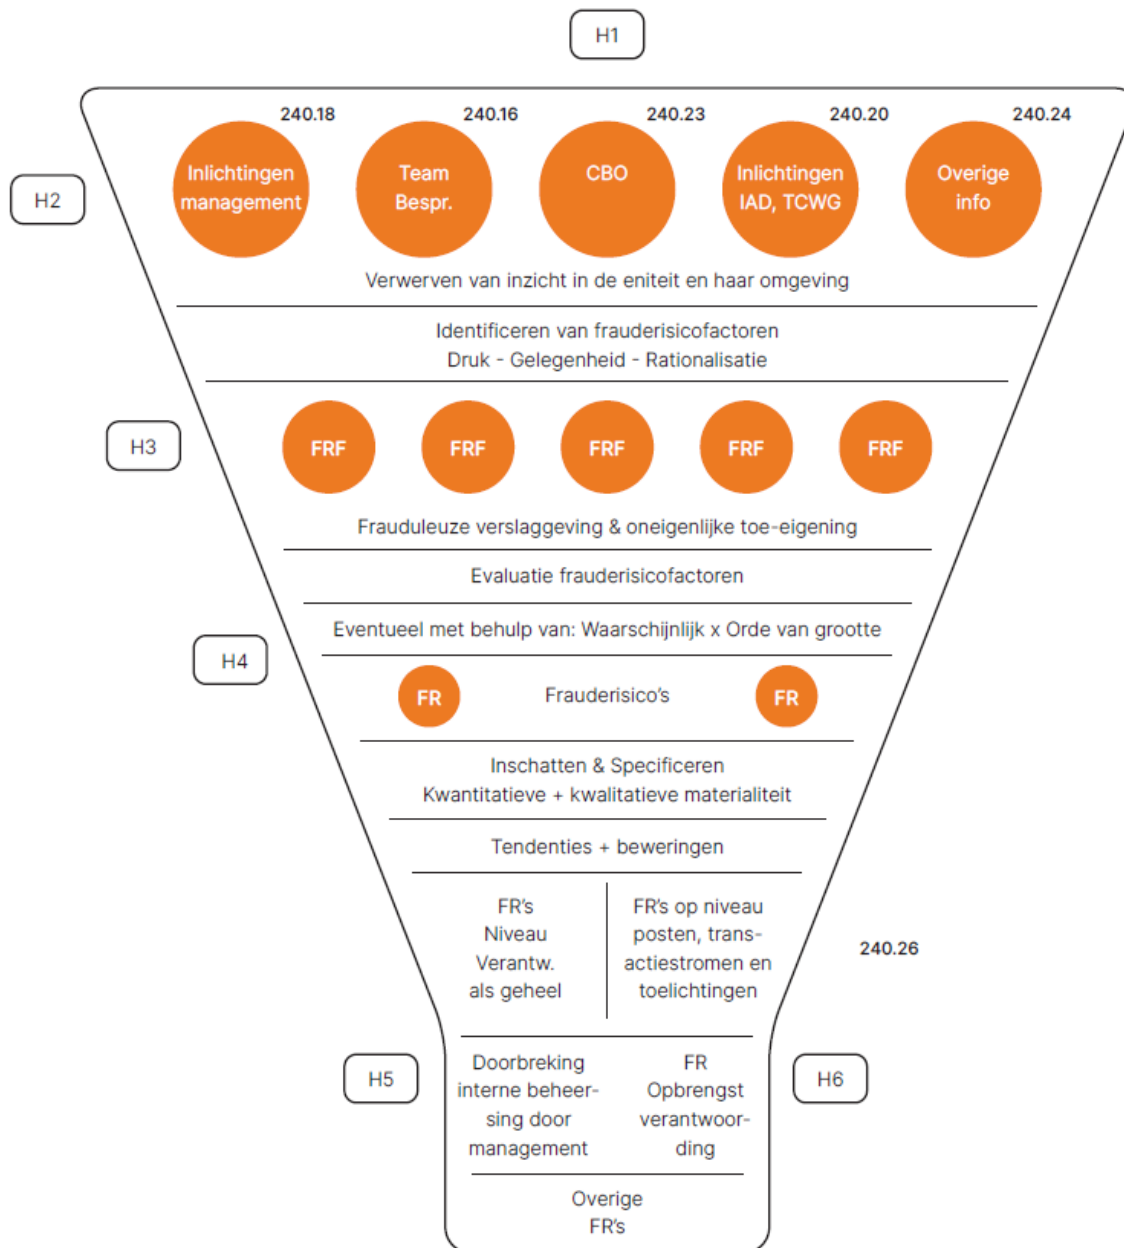 H1
240.18
240.16
240.23
240.20
240.24
H2
Inlichtingen
management
Team
Bespr.
CBO
Inlichtingen
IAD, TCWG
Overige
info
Verwerven van inzicht in de eniteit en haar omgeving
Identificeren van frauderisicofactoren
Druk - Gelegenheid - Rationalisatie
H3
FRF
FRF
FRF
FRF
FRF
Frauduleuze verslaggeving & oneigenlijke toe-eigening
Evaluatie frauderisicofactoren
Eventueel met behulp van: Waarschijnlijk x Orde van grootte
H4
FR
Frauderisico's
FR
Inschatten & Specificeren
Kwantitatieve + kwalitatieve materialiteit
Tendenties + beweringen
FR's
Niveau
Verantw.
als geheel
FR's op niveau
posten, trans-
actiestromen en
toelichtingen
240.26
H5
Doorbreking
interne beheer-
sing door
management
FR
Opbrengst
verantwoor-
ding
H6
Overige
FR's